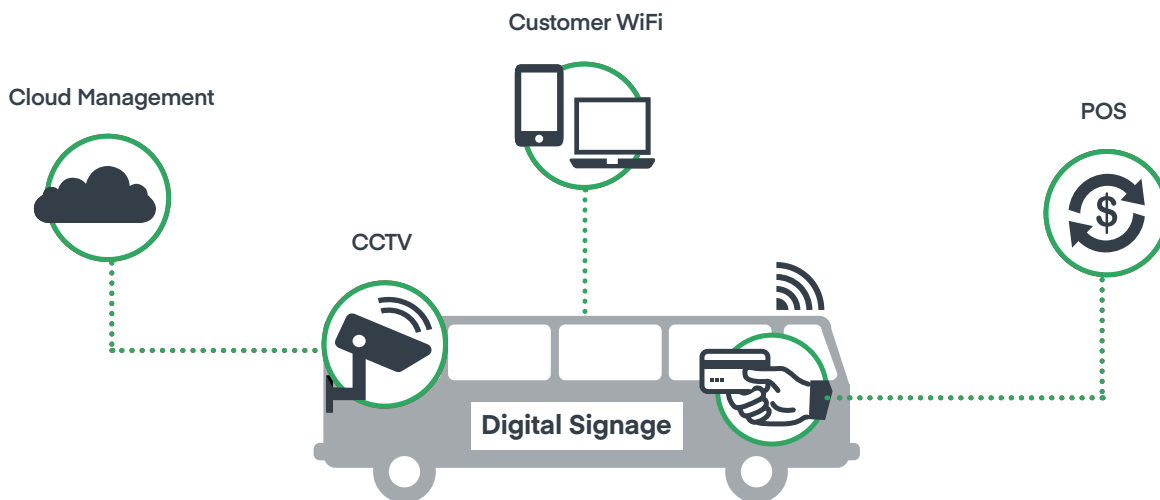 Customer WiFi
Cloud Management
POS
CCTV
$
Digital Signage